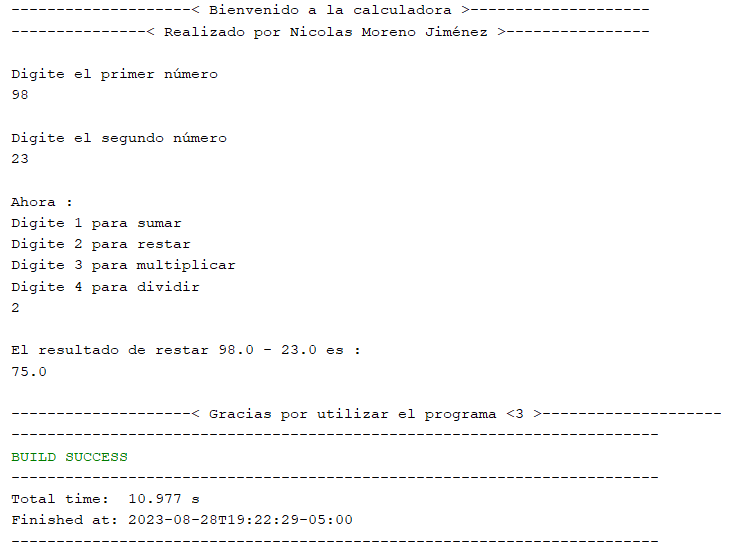 --------------------< Bienvenido a la calculadora >--------------------
---------------< Realizado por Nicolas Moreno Jiménez >----------------
Digite el primer número
98
Digite el segundo número
23
Ahora :
Digite 1 para sumar
Digite 2 para restar
Digite 3 para multiplicar
Digite 4 para dividir
2
El resultado de restar 98.0 - 23.0 es :
75.0
--------------------< Gracias por utilizar el programa <3 >--------------------
------------------------------------------------------------------------
BUILD SUCCESS
------------------------------------------------------------------------
Total time:  10.977 s
Finished at: 2023-08-28T19:22:29-05:00
------------------------------------------------------------------------